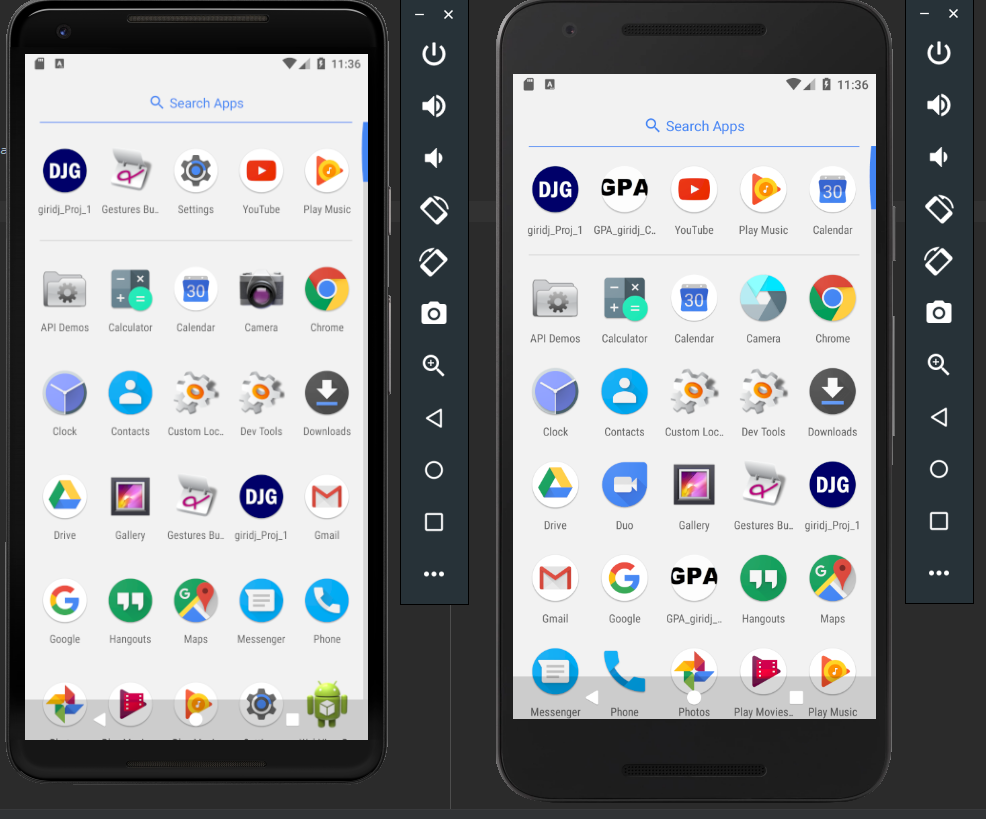 11:36
Search Apps
DJG
giridj_Proj_1 Gestures Bu.. Settings YouTube Play Music
30
API Demos Calculator Calendar Camera Chrome
Clock Contacts Custom Loc.. Dev Tools Downloads
DJG
Drive Gallery Gestures Bu.. giridj_Proj_1 Gmail
Google Hangouts Maps Messenger Phone
11:36
Search Apps
DJG GPA 30
giridj_Proj_1 GPA_giridj_C.. YouTube Play Music Calendar
30
API Demos Calculator Calendar Camera Chrome
Clock Contacts Custom Loc.. Dev Tools Downloads
DJG
Drive Duo Gallery Gestures Bu.. giridj_Proj_1
GPA
Gmail Google GPA_giridj_.. Hangouts Maps
Messenger Phone Photos Play Movies.. Play Music